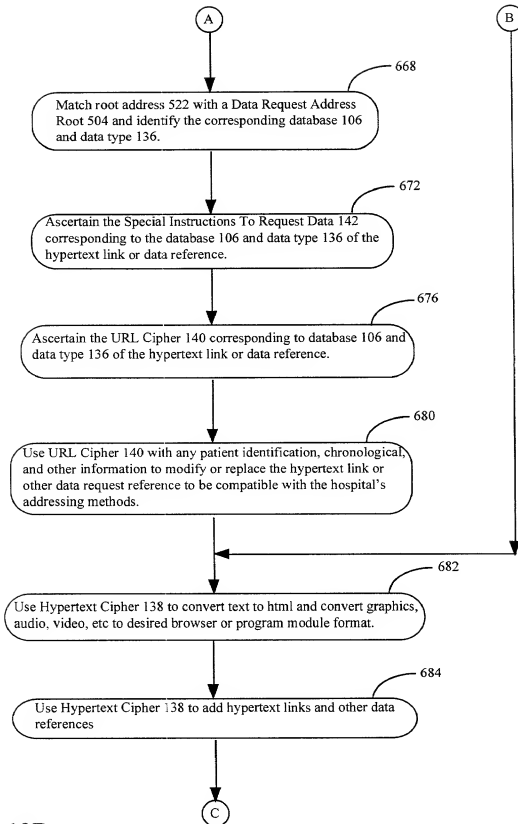 A
B
668
Match root address 522 with a Data Request Address
Root 504 and identify the corresponding database 106
and data type 136.
672
Ascertain the Special Instructions To Request Data 142
corresponding to the database 106 and data type 136 of the
hypertext link or data reference.
676
Ascertain the URL Cipher 140 corresponding to database 106 and
data type 136 of the hypertext link or data reference.
680
Use URL Cipher 140 with any patient identification, chronological,
and other information to modify or replace the hypertext link or
other data request reference to be compatible with the hospital's
addressing methods.
682
Use Hypertext Cipher 138 to convert text to html and convert graphics,
audio, video, etc to desired browser or program module format.
684
Use Hypertext Cipher 138 to add hypertext links and other data
references
C